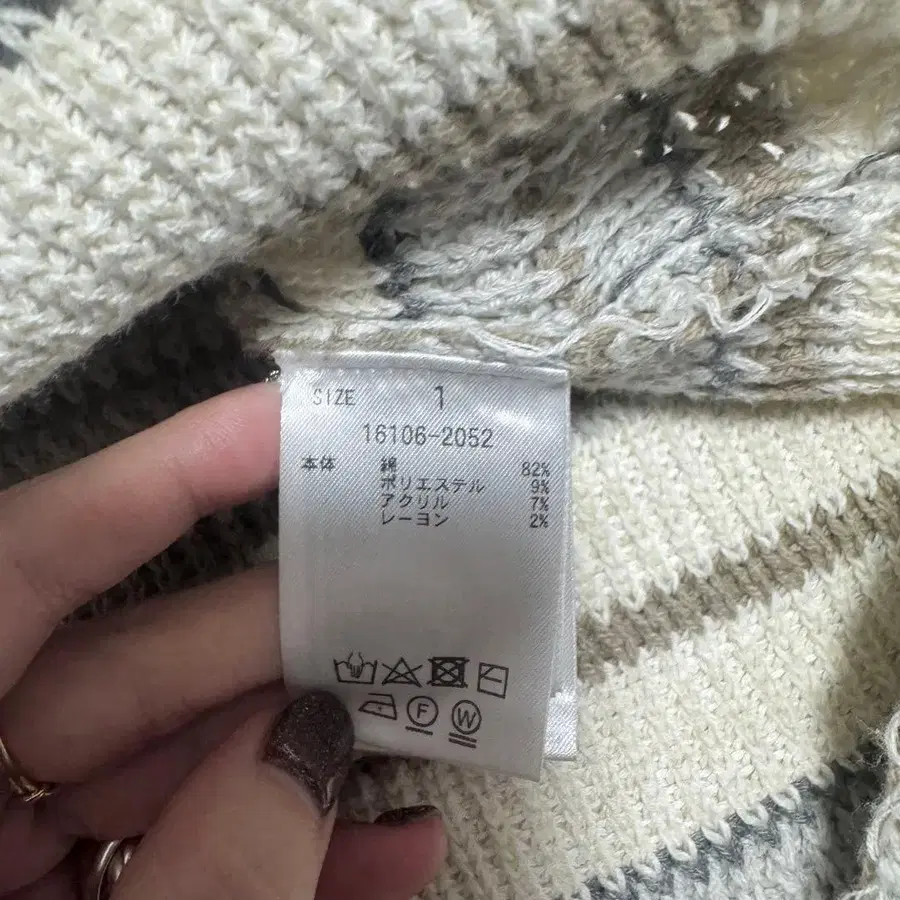 SIZE 1
16106-2052
本体 綿 82%
ポリエステル 9%
アクリル 7%
レーヨン 2%
F W